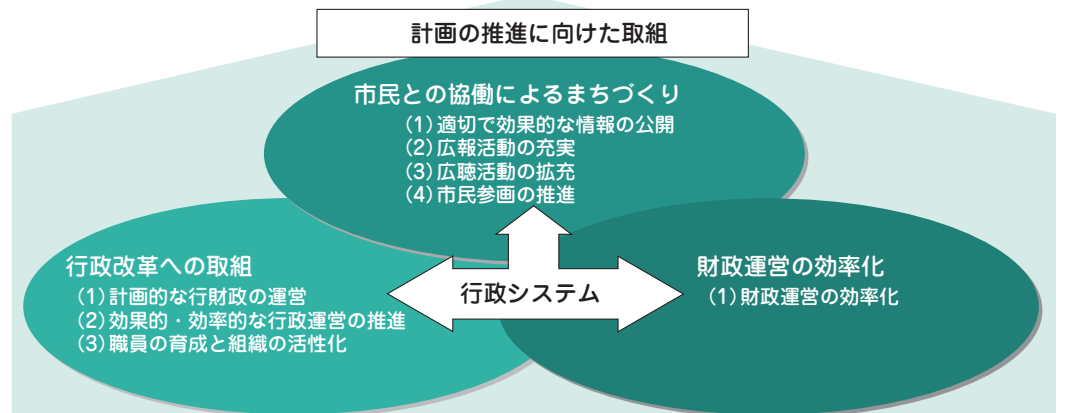 計画の推進に向けた取組
市民との協働によるまちづくり
(1)適切で効果的な情報の公開
(2)広報活動の充実
(3)広聴活動の拡充
(4)市民参画の推進
行政改革への取組
(1)計画的な行財政の運営
(2)効果的・効率的な行政運営の推進
(3)職員の育成と組織の活性化
行政システム
財政運営の効率化
(1)財政運営の効率化